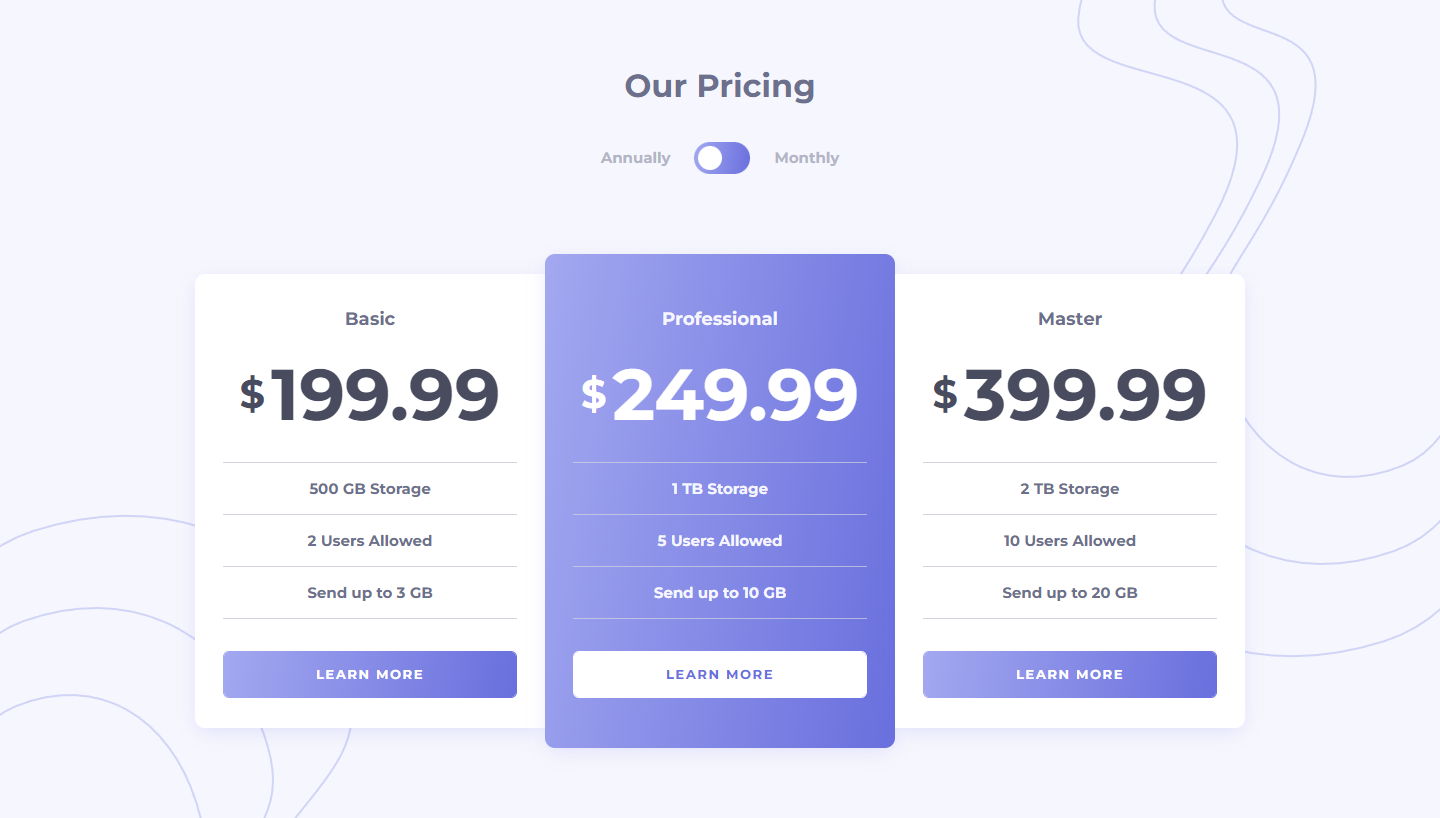 Our Pricing
Annually Monthly
Basic
$199.99
500 GB Storage
2 Users Allowed
Send up to 3 GB
LEARN MORE
Professional
$249.99
1 TB Storage
5 Users Allowed
Send up to 10 GB
LEARN MORE
Master
$399.99
2 TB Storage
10 Users Allowed
Send up to 20 GB
LEARN MORE